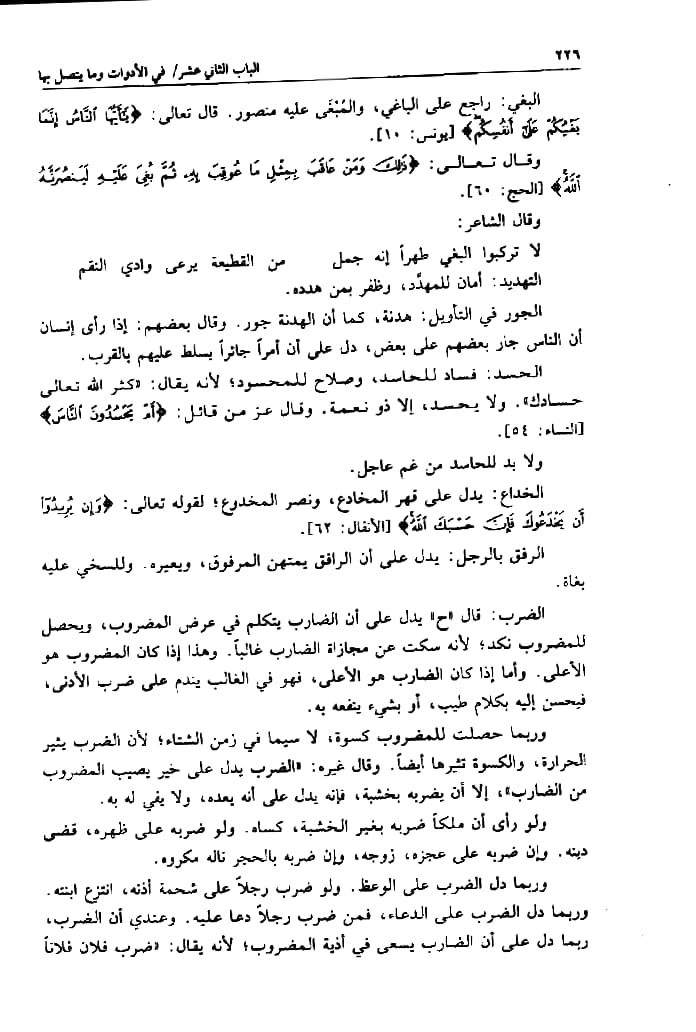 ٢٢٦
الباب الثاني عشر/ في الأدوات وما يتصل بها
البغي: راجع على الباغي، والمُبْغَى عليه منصور. قال تعالى: ﴿يَٰٓأَيُّهَا ٱلنَّاسُ إِنَّمَا
بَغْيُكُمْ عَلَىٰٓ أَنفُسِكُم﴾ [يونس: ١٠].
وقال تعالى: ﴿ذَٰلِكَ وَمَنْ عَاقَبَ بِمِثْلِ مَا عُوقِبَ بِهِۦ ثُمَّ بُغِيَ عَلَيْهِ لَيَنصُرَنَّهُ
ٱللَّهُ﴾ [الحج: ٦٠].
وقال الشاعر:
لا تركبوا البغي طهراً إنه جمل من القطيعة يرعى وادي النقم
التهديد: أمان للمهدَّد، وظفر بمن هدده.
الجور في التأويل: هدنة، كما أن الهدنة جور. وقال بعضهم: إذا رأى إنسان
أن الناس جار بعضهم على بعض، دل على أن أمراً جائراً يسلط عليهم بالقرب.
الحسد: فساد للحاسد، وصلاح للمحسود؛ لأنه يقال: «كثر الله تعالى
حسادك». ولا يحسد، إلا ذو نعمة. وقال عز من قائل: ﴿أَمْ يَحْسُدُونَ ٱلنَّاسَ﴾
[النساء: ٥٤].
ولا بد للحاسد من غم عاجل.
الخداع: يدل على قهر المخادع، ونصر المخدوع؛ لقوله تعالى: ﴿وَإِن يُرِيدُوٓا۟
أَن يَخْدَعُوكَ فَإِنَّ حَسْبَكَ ٱللَّهُ﴾ [الأنفال: ٦٢].
الرفق بالرجل: يدل على أن الرافق يمتهن المرفوق، ويعيره. وللسخي عليه
بغاة.
الضرب: قال «ح» يدل على أن الضارب يتكلم في عرض المضروب، ويحصل
للمضروب نكد؛ لأنه سكت عن مجازاة الضارب غالباً. وهذا إذا كان المضروب هو
الأعلى. وأما إذا كان الضارب هو الأعلى، فهو في الغالب يندم على ضرب الأدنى،
فيحسن إليه بكلام طيب، أو بشيء ينفعه به.
وربما حصلت للمضروب كسوة، لا سيما في زمن الشتاء؛ لأن الضرب يثير
الحرارة، والكسوة تثيرها أيضاً. وقال غيره: «الضرب يدل على خير يصيب المضروب
من الضارب»، إلا أن يضربه بخشبة، فإنه يدل على أنه يعده، ولا يفي له به.
ولو رأى أن ملكاً ضربه بغير الخشبة، كساه. ولو ضربه على ظهره، قضى
دينه. وإن ضربه على عجزه، زوجه، وإن ضربه بالحجر ناله مكروه.
وربما دل الضرب على الوعظ. ولو ضرب رجلاً على شحمة أذنه، انتزع ابنته.
وربما دل الضرب على الدعاء، فمن ضرب رجلاً دعا عليه. وعندي أن الضرب،
ربما دل على أن الضارب يسعى في أذية المضروب؛ لأنه يقال: «ضرب فلان فلاناً